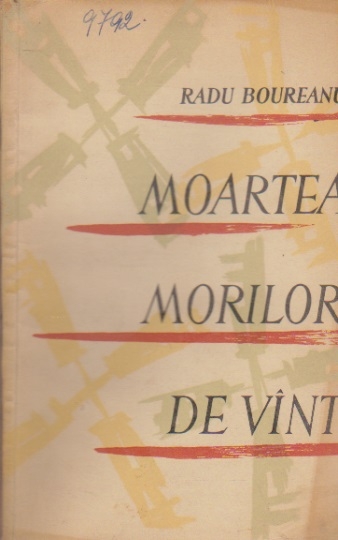 9792.
RADU BOUREANU
MOARTEA
MORILOR
DE VÎNT